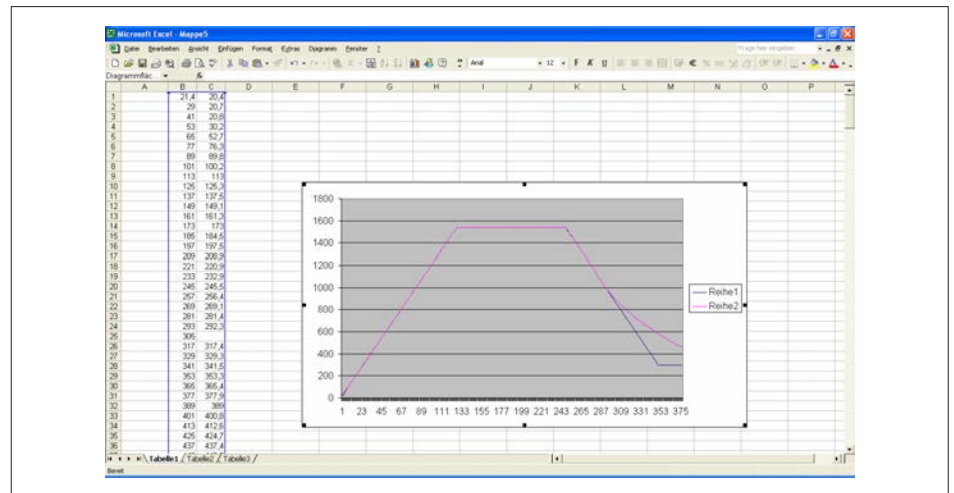 Microsoft Excel - Mappe5
Datei Bearbeiten Ansicht Einfügen Format Extras Diagramm Fenster ?
Frage hier eingeben
Arial 12 F K U
Diagrammfläc...
A B C D E F G H I J K L M N O P
1 21,4 20,4
2 29 20,7
3 41 20,8
4 53 30,2
5 65 52,7
6 77 76,3
7 89 89,8
8 101 100,2
9 113 113
10 125 125,3
11 137 137,5
12 149 149,1
13 161 161,3
14 173 173
15 185 184,5
16 197 197,5
17 209 208,9
18 221 220,9
19 233 232,9
20 245 245,5
21 257 256,4
22 269 269,1
23 281 281,4
24 293 292,3
25 305
26 317 317,4
27 329 329,3
28 341 341,5
29 353 353,3
30 365 365,4
31 377 377,9
32 389 389
33 401 400,8
34 413 412,6
35 425 424,7
36 437 437,4
1800
1600
1400
1200
1000
800
600
400
200
0
1 23 45 67 89 111 133 155 177 199 221 243 265 287 309 331 353 375
Reihe1
Reihe2
Tabelle1 / Tabelle2 / Tabelle3 /
Bereit